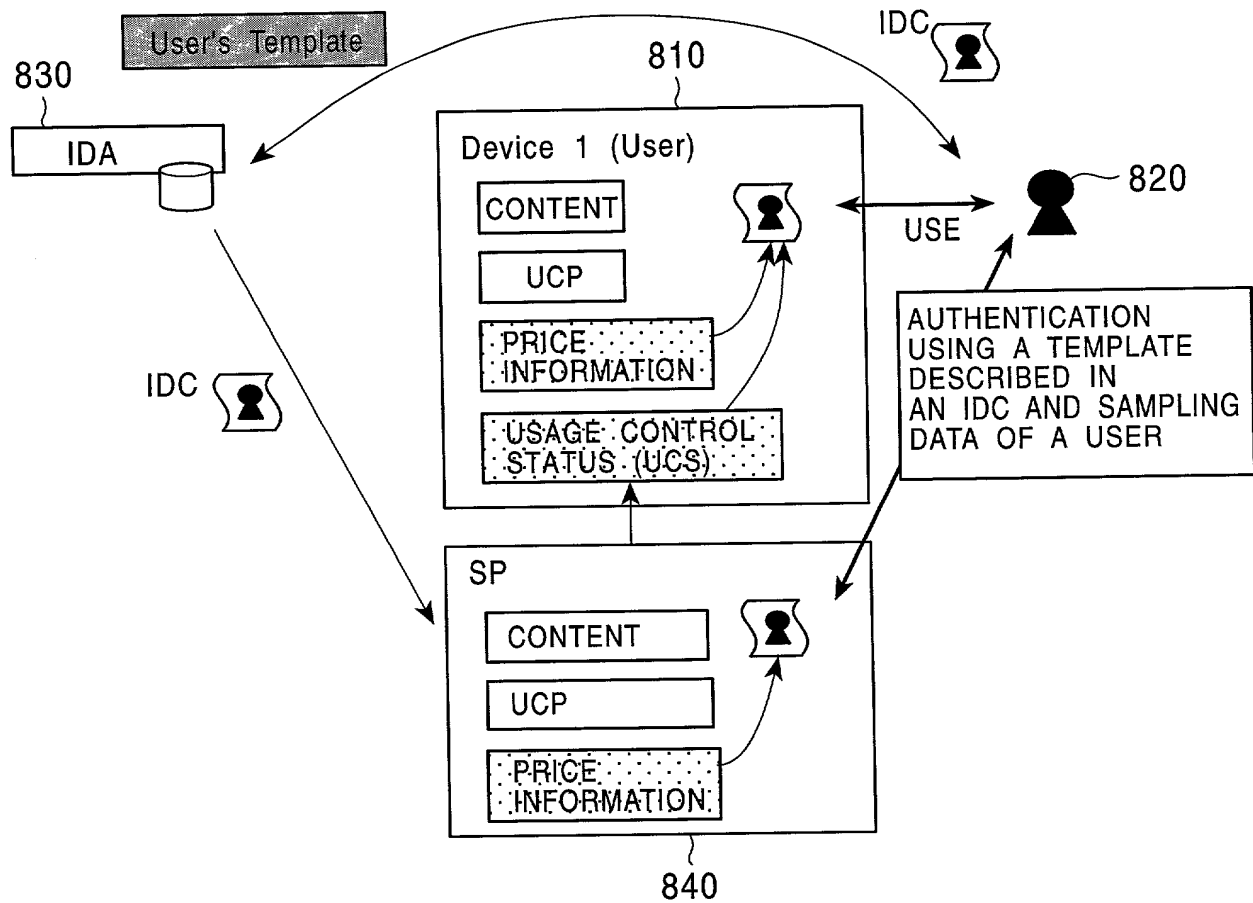 User's Template
IDC
830
810
IDA
Device 1 (User)
820
CONTENT
USE
UCP
AUTHENTICATION
USING A TEMPLATE
DESCRIBED IN
AN IDC AND SAMPLING
DATA OF A USER
PRICE
INFORMATION
IDC
USAGE CONTROL
STATUS (UCS)
SP
CONTENT
UCP
PRICE
INFORMATION
840